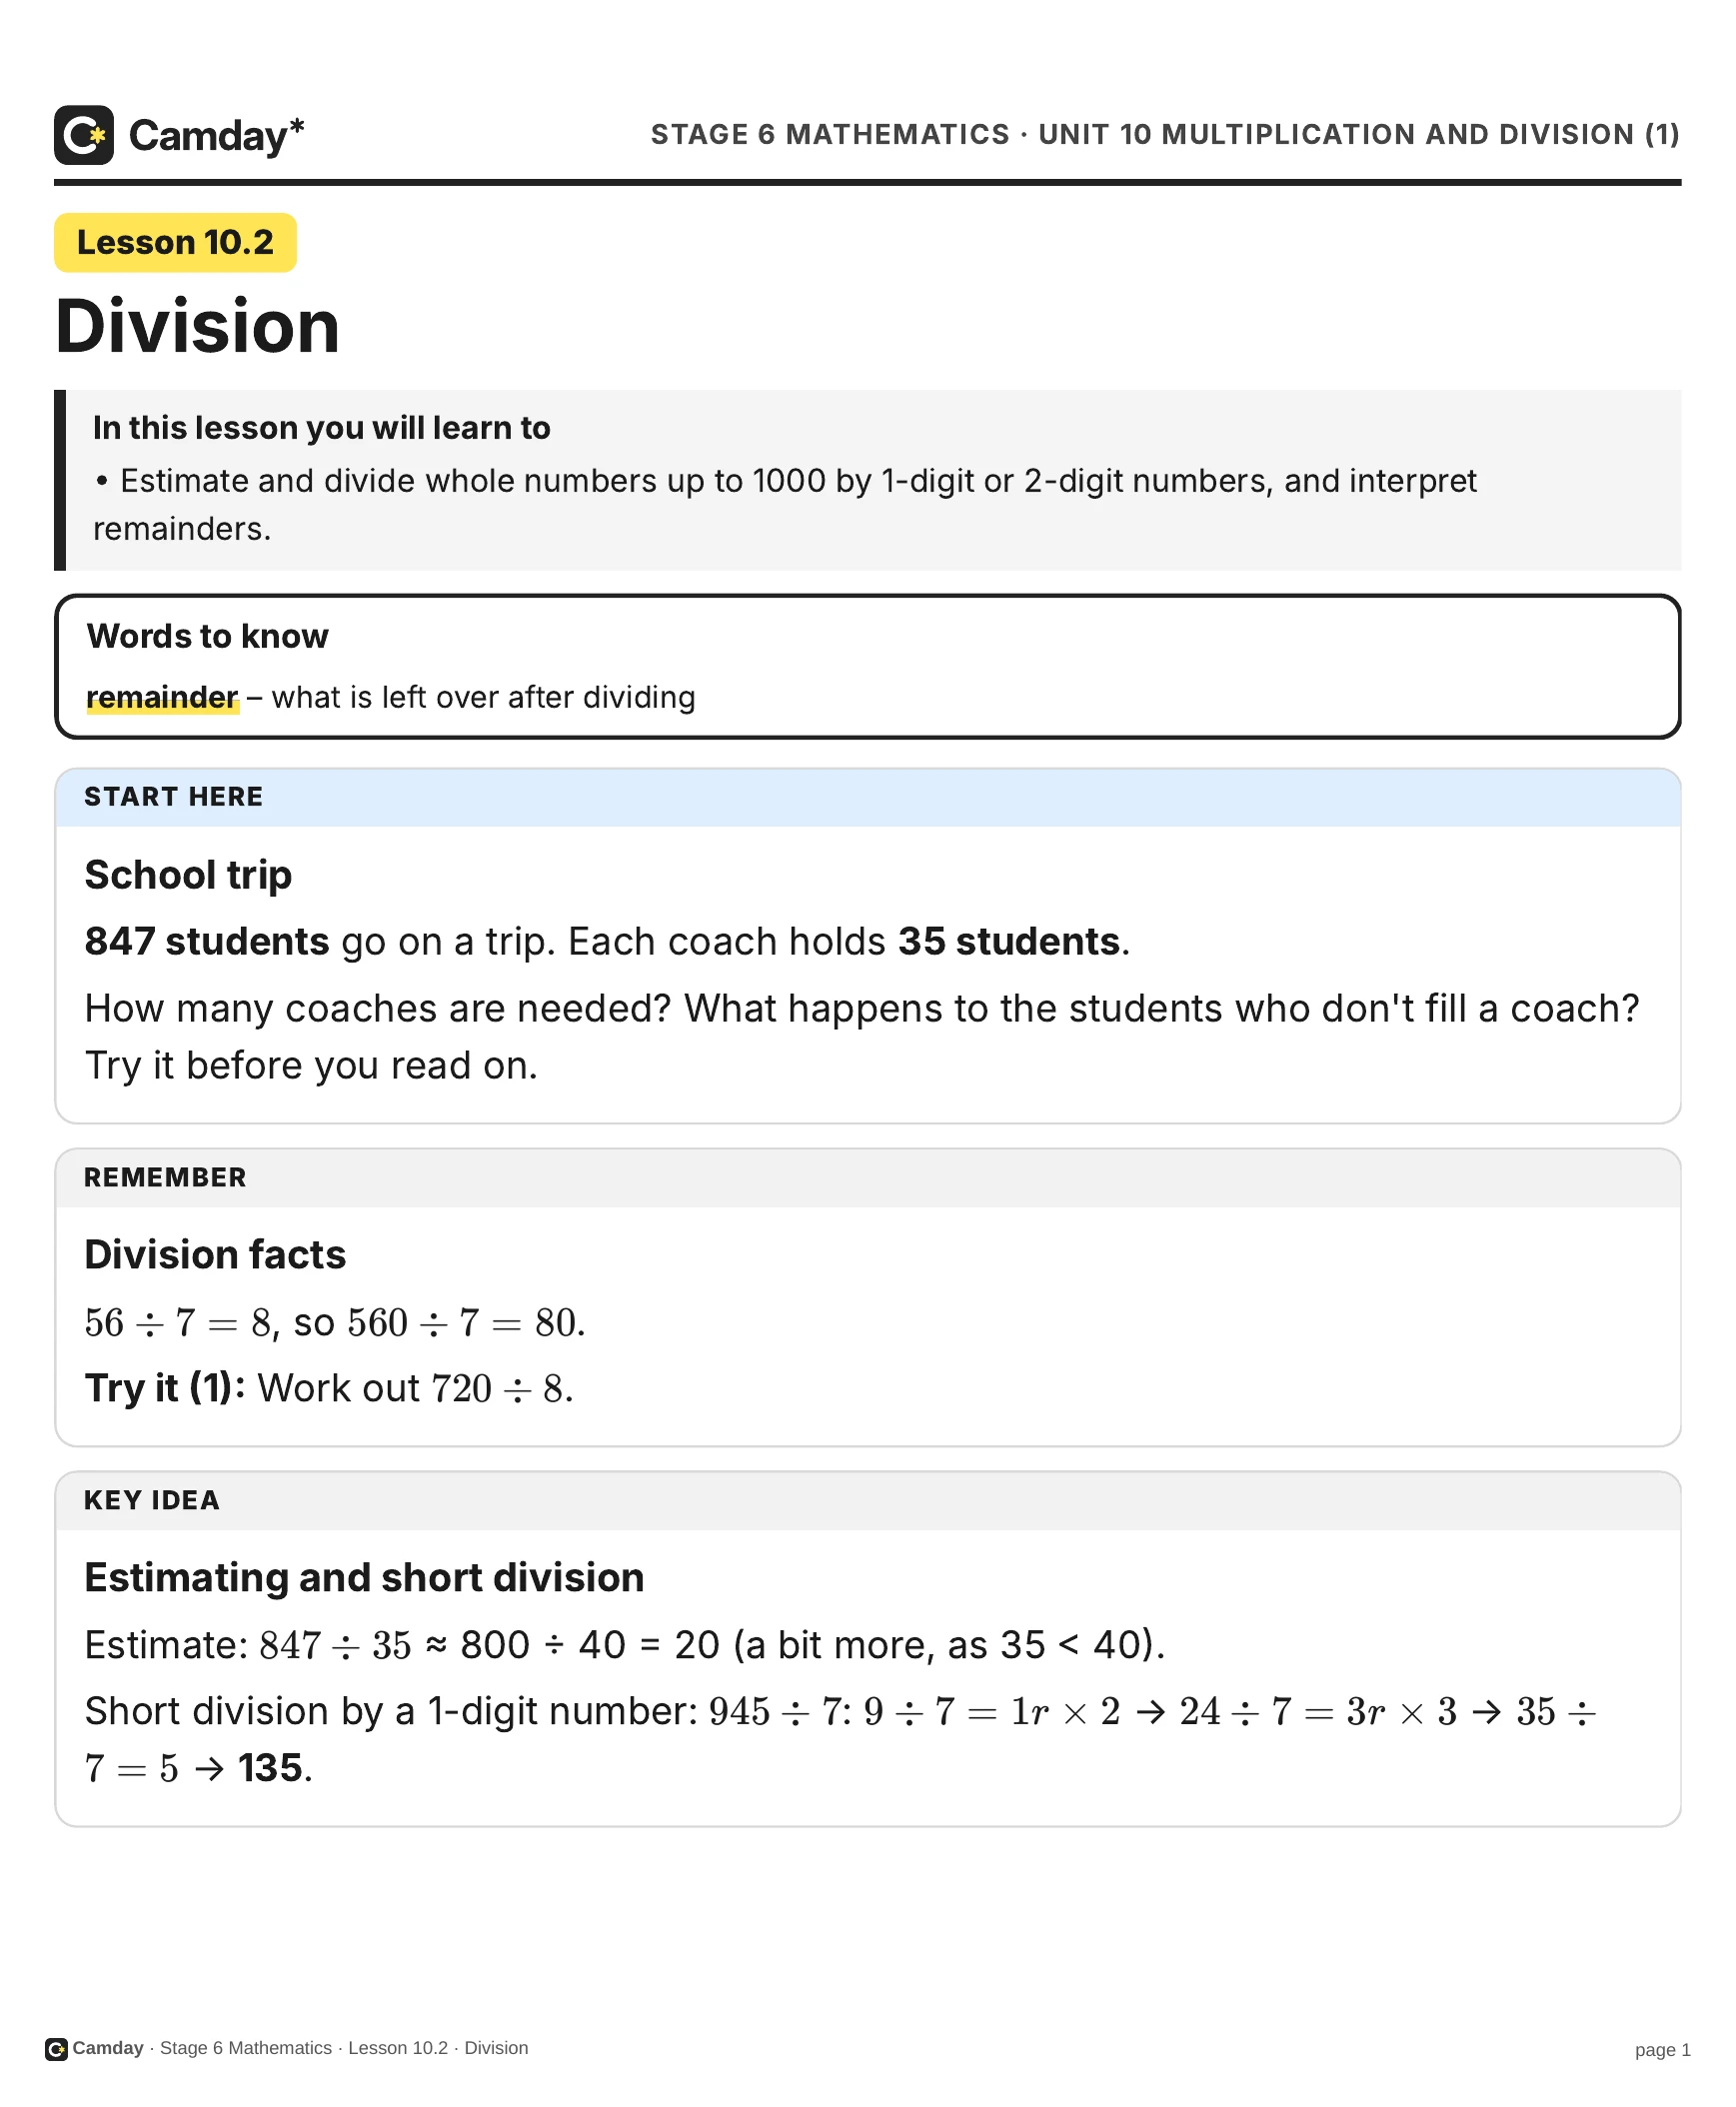 Camday*
STAGE 6 MATHEMATICS · UNIT 10 MULTIPLICATION AND DIVISION (1)
Lesson 10.2
Division
In this lesson you will learn to
• Estimate and divide whole numbers up to 1000 by 1-digit or 2-digit numbers, and interpret
remainders.
Words to know
remainder – what is left over after dividing
START HERE
School trip
847 students go on a trip. Each coach holds 35 students.
How many coaches are needed? What happens to the students who don't fill a coach?
Try it before you read on.
REMEMBER
Division facts
56 ÷ 7 = 8, so 560 ÷ 7 = 80.
Try it (1): Work out 720 ÷ 8.
KEY IDEA
Estimating and short division
Estimate: 847 ÷ 35 ≈ 800 ÷ 40 = 20 (a bit more, as 35 < 40).
Short division by a 1-digit number: 945 ÷ 7: 9 ÷ 7 = 1r × 2 → 24 ÷ 7 = 3r × 3 → 35 ÷
7 = 5 → 135.
Camday · Stage 6 Mathematics · Lesson 10.2 · Division
page 1